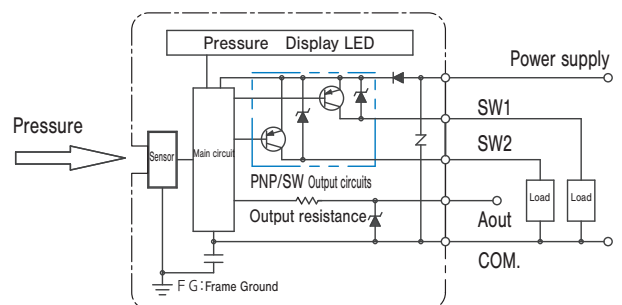 Pressure Display LED
Power supply
SW1
Pressure
Sensor
Main circuit
SW2
PNP/SW Output circuits
Load
Load
Output resistance
Aout
COM.
FG:Frame Ground